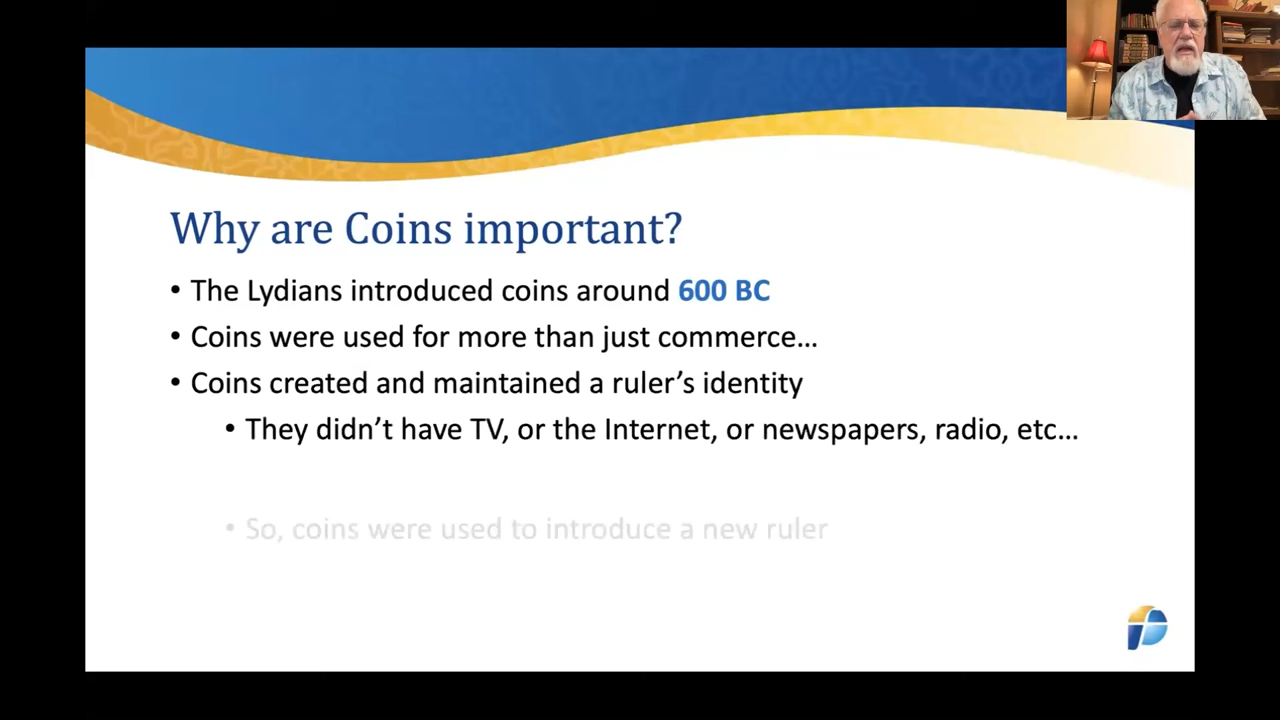 Why are Coins important?
• The Lydians introduced coins around 600 BC
• Coins were used for more than just commerce…
• Coins created and maintained a ruler’s identity
• They didn’t have TV, or the Internet, or newspapers, radio, etc…
• So, coins were used to introduce a new ruler